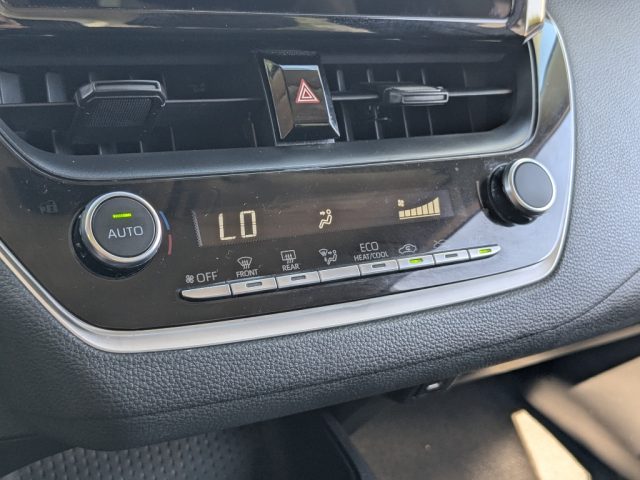 AUTO
LO
OFF
FRONT
REAR
ECO
HEAT/COOL